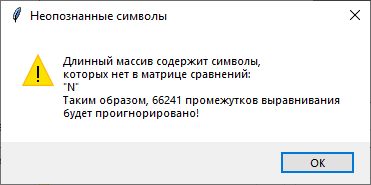 Неопознанные символы
Длинный массив содержит символы,
которых нет в матрице сравнений:
"N"
Таким образом, 66241 промежутков выравнивания
будет проигнорировано!
OK